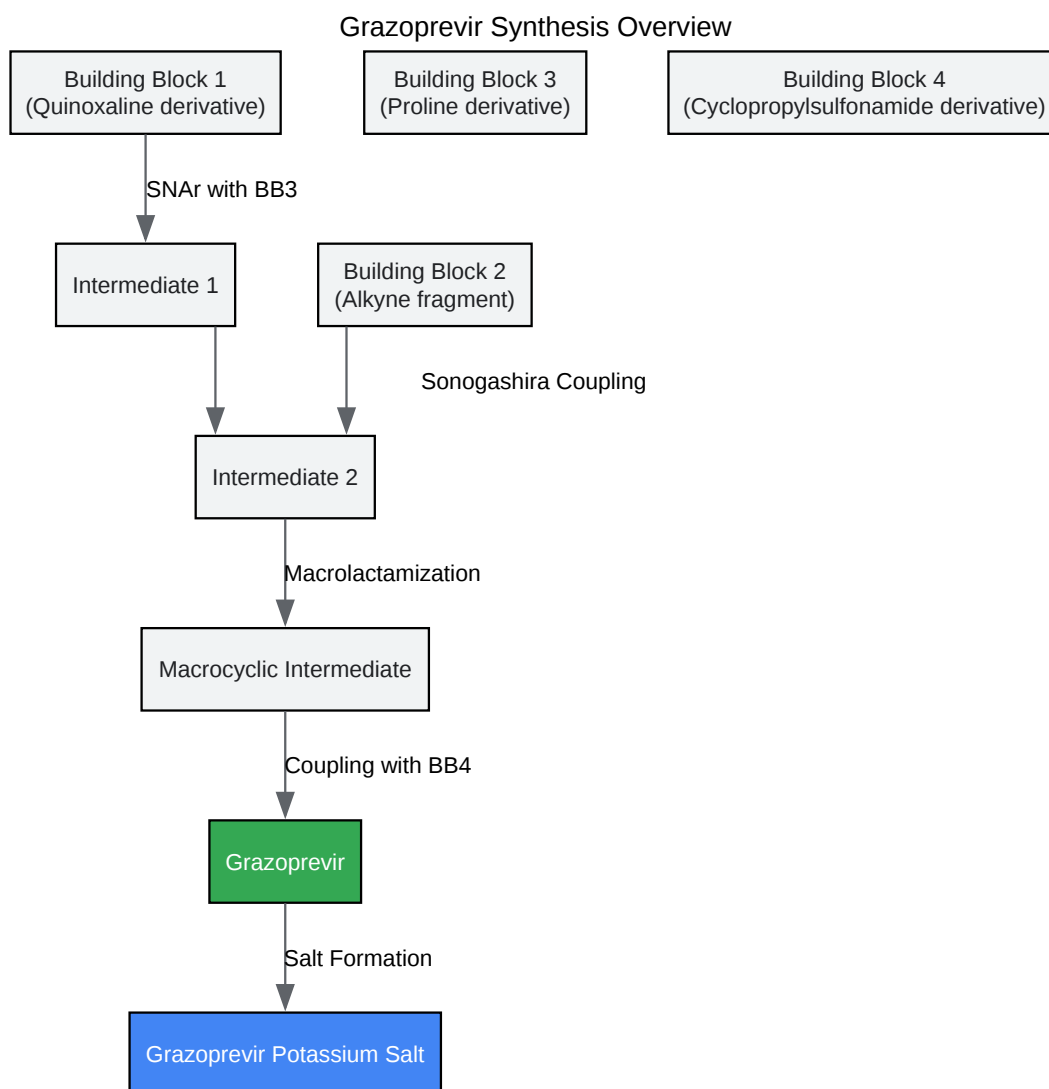 Grazoprevir Synthesis Overview
Building Block 1
(Quinoxaline derivative)
Building Block 3
(Proline derivative)
Building Block 4
(Cyclopropylsulfonamide derivative)
SNAr with BB3
Intermediate 1
Building Block 2
(Alkyne fragment)
Sonogashira Coupling
Intermediate 2
Macrolactamization
Macrocyclic Intermediate
Coupling with BB4
Grazoprevir
Salt Formation
Grazoprevir Potassium Salt